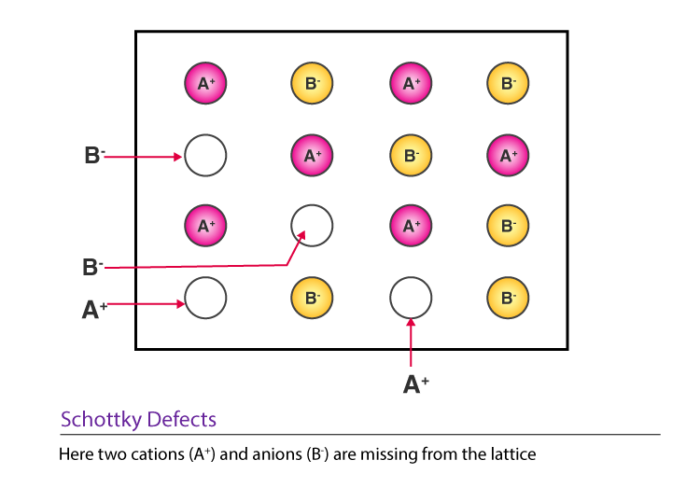 A⁺ B⁻ A⁺ B⁻
B⁻ A⁺ B⁻ A⁺
A⁺ A⁺ B⁻
B⁻
A⁺ B⁻ B⁻
A⁺
Schottky Defects
Here two cations (A⁺) and anions (B⁻) are missing from the lattice